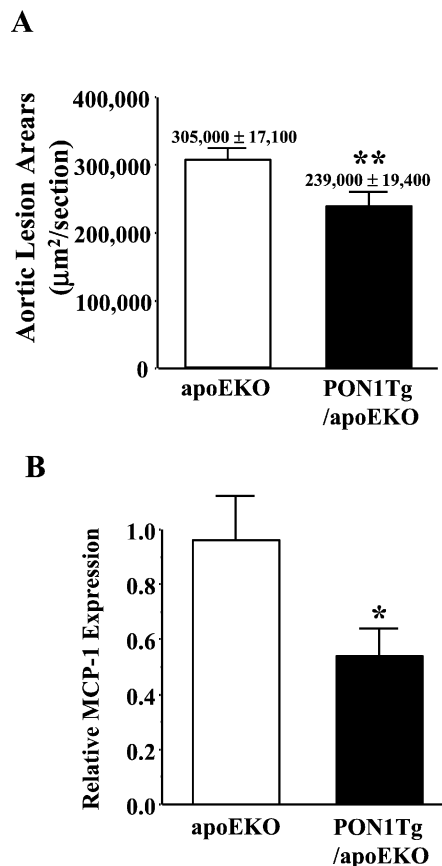 A
Aortic Lesion Arears
(μm²/section)
400,000
300,000
200,000
100,000
0
305,000 ± 17,100
**
239,000 ± 19,400
apoEKO
PON1Tg
/apoEKO
B
Relative MCP-1 Expression
1.0
0.8
0.6
0.4
0.2
0.0
*
apoEKO
PON1Tg
/apoEKO